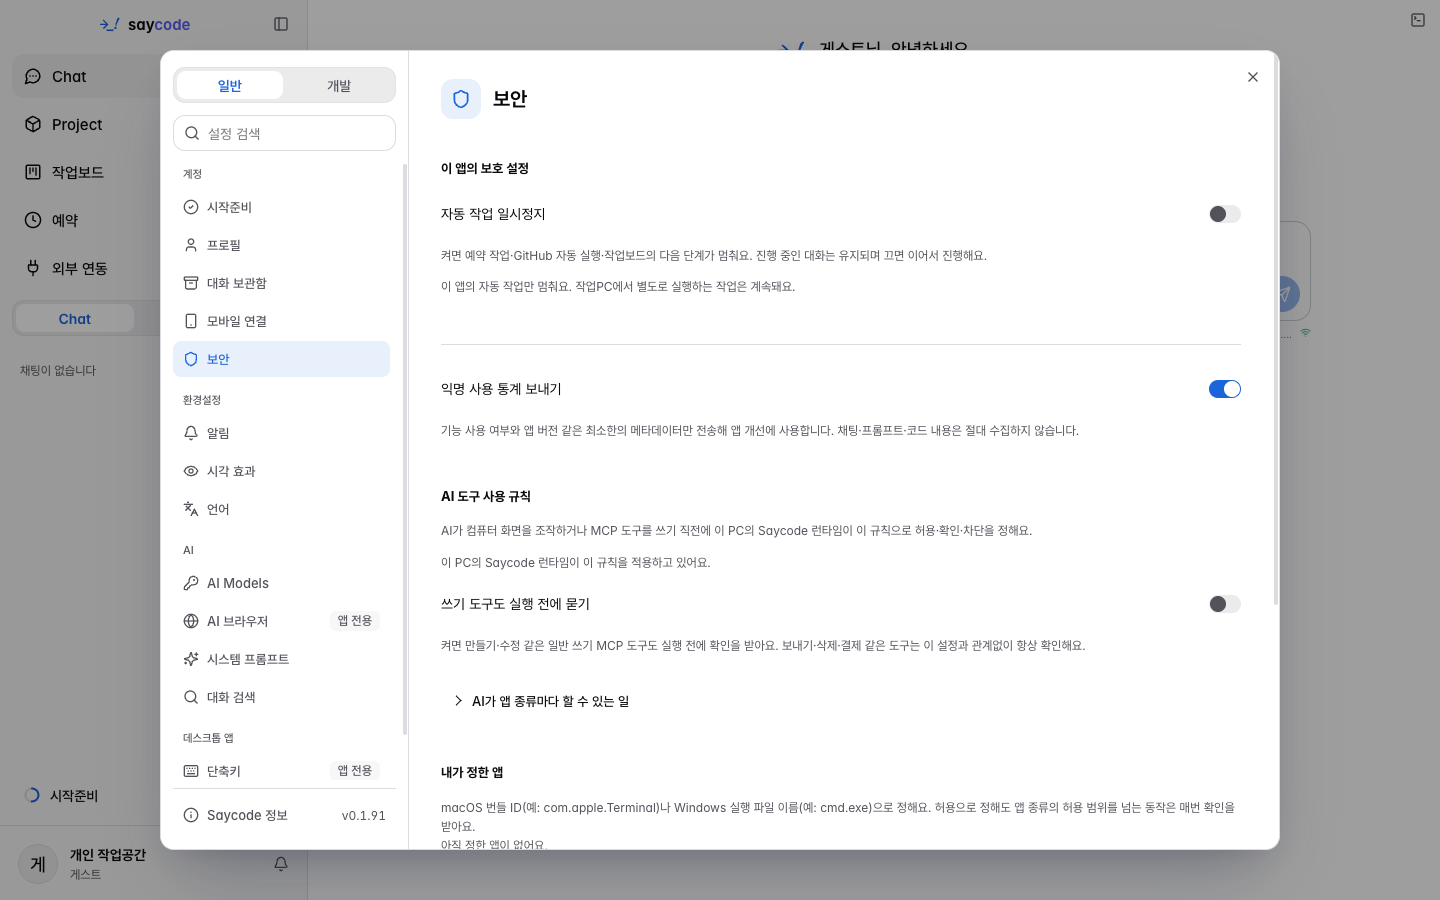 saycode
Chat
Project
작업보드
예약
외부 연동
Chat
채팅이 없습니다
시작준비
게
개인 작업공간
게스트
게스트님, 안녕하세요
일반
개발
설정 검색
계정
시작준비
프로필
대화 보관함
모바일 연결
보안
환경설정
알림
시각 효과
언어
AI
AI Models
AI 브라우저
앱 전용
시스템 프롬프트
대화 검색
데스크톱 앱
단축키
앱 전용
Saycode 정보
v0.1.91
보안
이 앱의 보호 설정
자동 작업 일시정지
켜면 예약 작업·GitHub 자동 실행·작업보드의 다음 단계가 멈춰요. 진행 중인 대화는 유지되며 끄면 이어서 진행해요.
이 앱의 자동 작업만 멈춰요. 작업PC에서 별도로 실행하는 작업은 계속돼요.
익명 사용 통계 보내기
기능 사용 여부와 앱 버전 같은 최소한의 메타데이터만 전송해 앱 개선에 사용합니다. 채팅·프롬프트·코드 내용은 절대 수집하지 않습니다.
AI 도구 사용 규칙
AI가 컴퓨터 화면을 조작하거나 MCP 도구를 쓰기 직전에 이 PC의 Saycode 런타임이 이 규칙으로 허용·확인·차단을 정해요.
이 PC의 Saycode 런타임이 이 규칙을 적용하고 있어요.
쓰기 도구도 실행 전에 묻기
켜면 만들기·수정 같은 일반 쓰기 MCP 도구도 실행 전에 확인을 받아요. 보내기·삭제·결제 같은 도구는 이 설정과 관계없이 항상 확인해요.
AI가 앱 종류마다 할 수 있는 일
내가 정한 앱
macOS 번들 ID(예: com.apple.Terminal)나 Windows 실행 파일 이름(예: cmd.exe)으로 정해요. 허용으로 정해도 앱 종류의 허용 범위를 넘는 동작은 매번 확인을
받아요.
아직 정한 앱이 없어요.